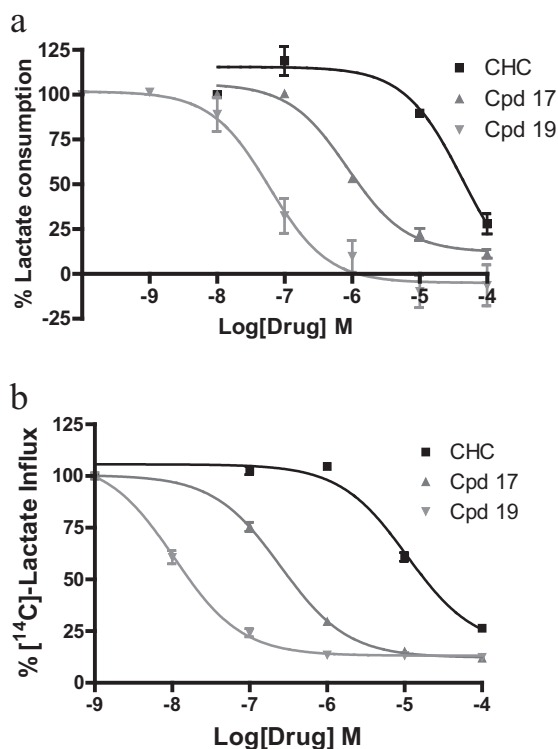 a
% Lactate consumption
125
100
75
50
25
0
-25
-9
-8
-7
-6
-5
-4
Log[Drug] M
CHC
Cpd 17
Cpd 19
b
% [¹⁴C]-Lactate Influx
125
100
75
50
25
0
-9
-8
-7
-6
-5
-4
Log[Drug] M
CHC
Cpd 17
Cpd 19